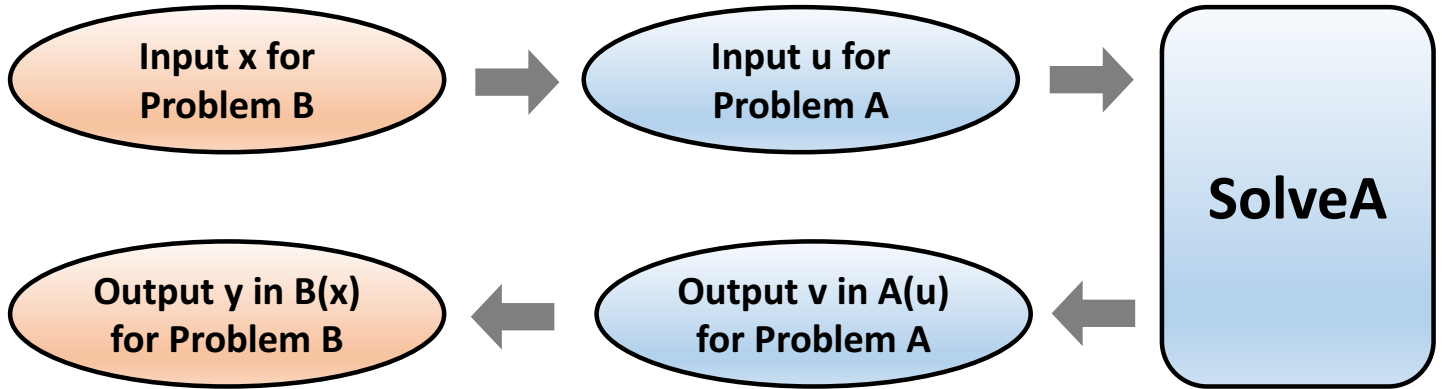 Input x for
Problem B
Input u for
Problem A
SolveA
Output y in B(x)
for Problem B
Output v in A(u)
for Problem A